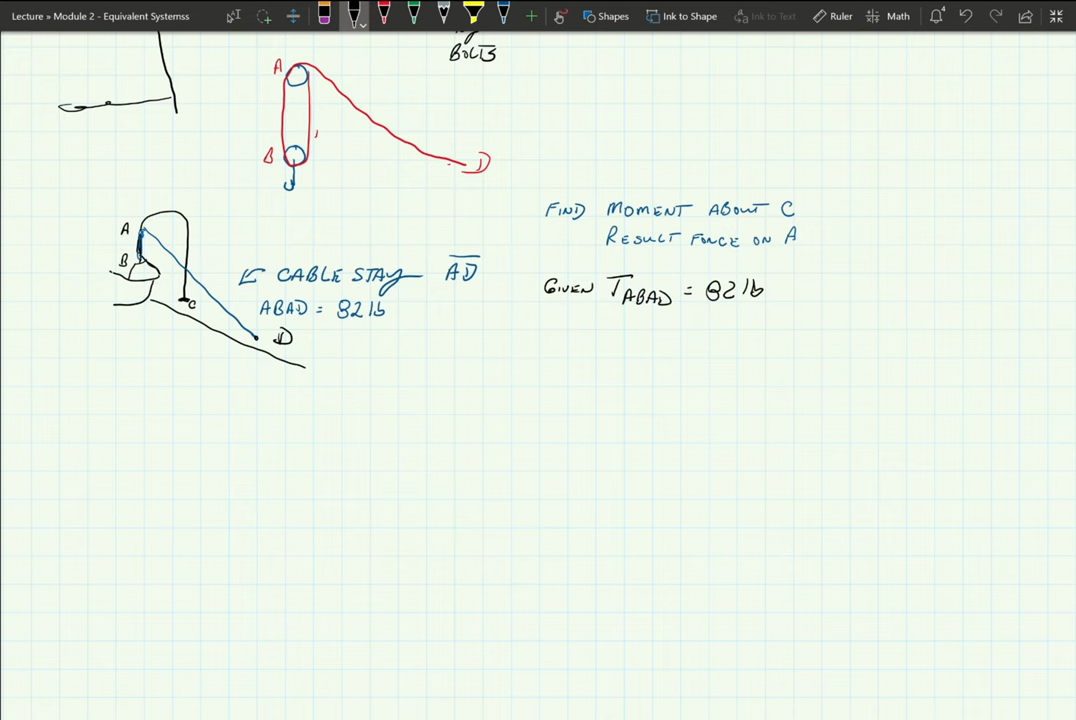 Lecture » Module 2 - Equivalent Systemss
Shapes
Ink to Shape
Ink to Text
Ruler
Math
4
BOLTS
A
B
D
FIND MOMENT ABOUT C
RESULT FORCE ON A
A
B
C
D
CABLE STAY AD
ABAD = 82 lb
GIVEN TABAD = 82 lb